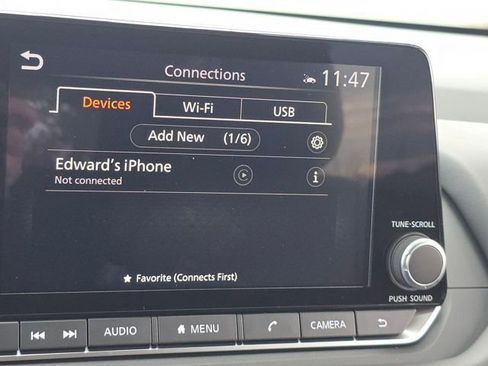 Connections 11:47
Devices Wi-Fi USB
Add New (1/6)
Edward's iPhone
Not connected
★ Favorite (Connects First)
TUNE•SCROLL
PUSH SOUND
AUDIO MENU CAMERA